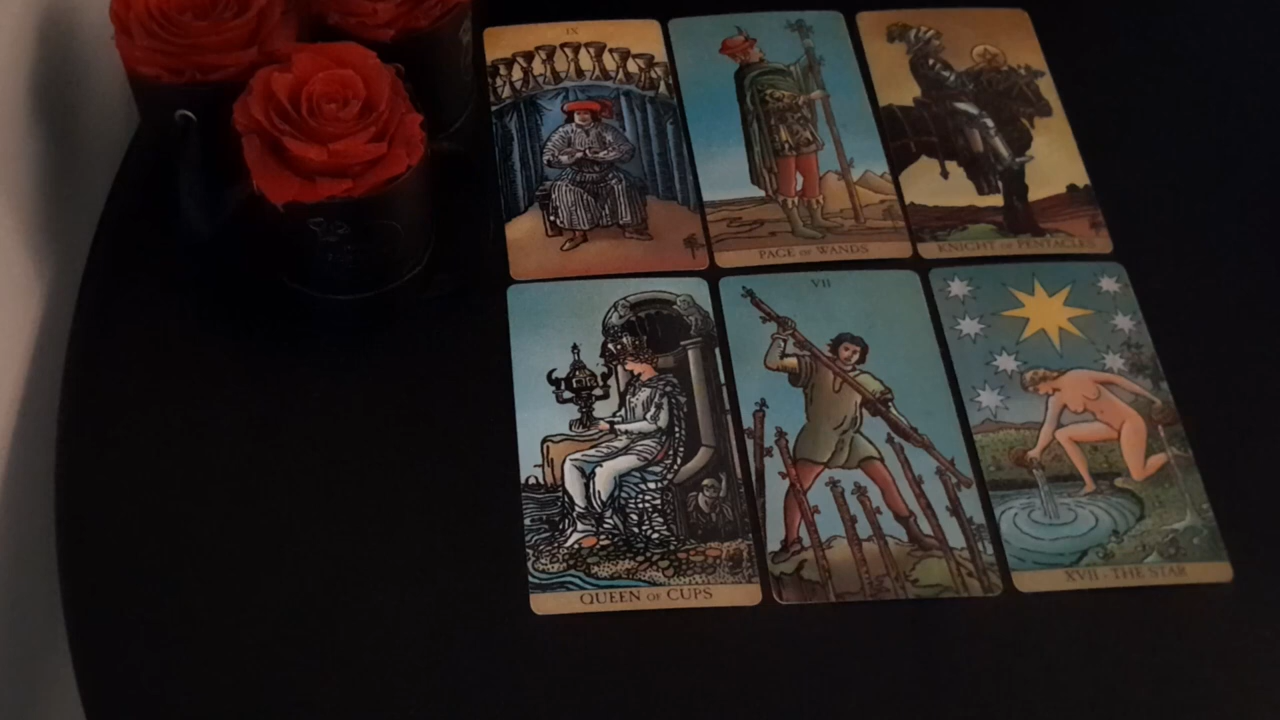 IX
PAGE OF WANDS
KNIGHT OF PENTACLES
QUEEN OF CUPS
VII
XVII - THE STAR